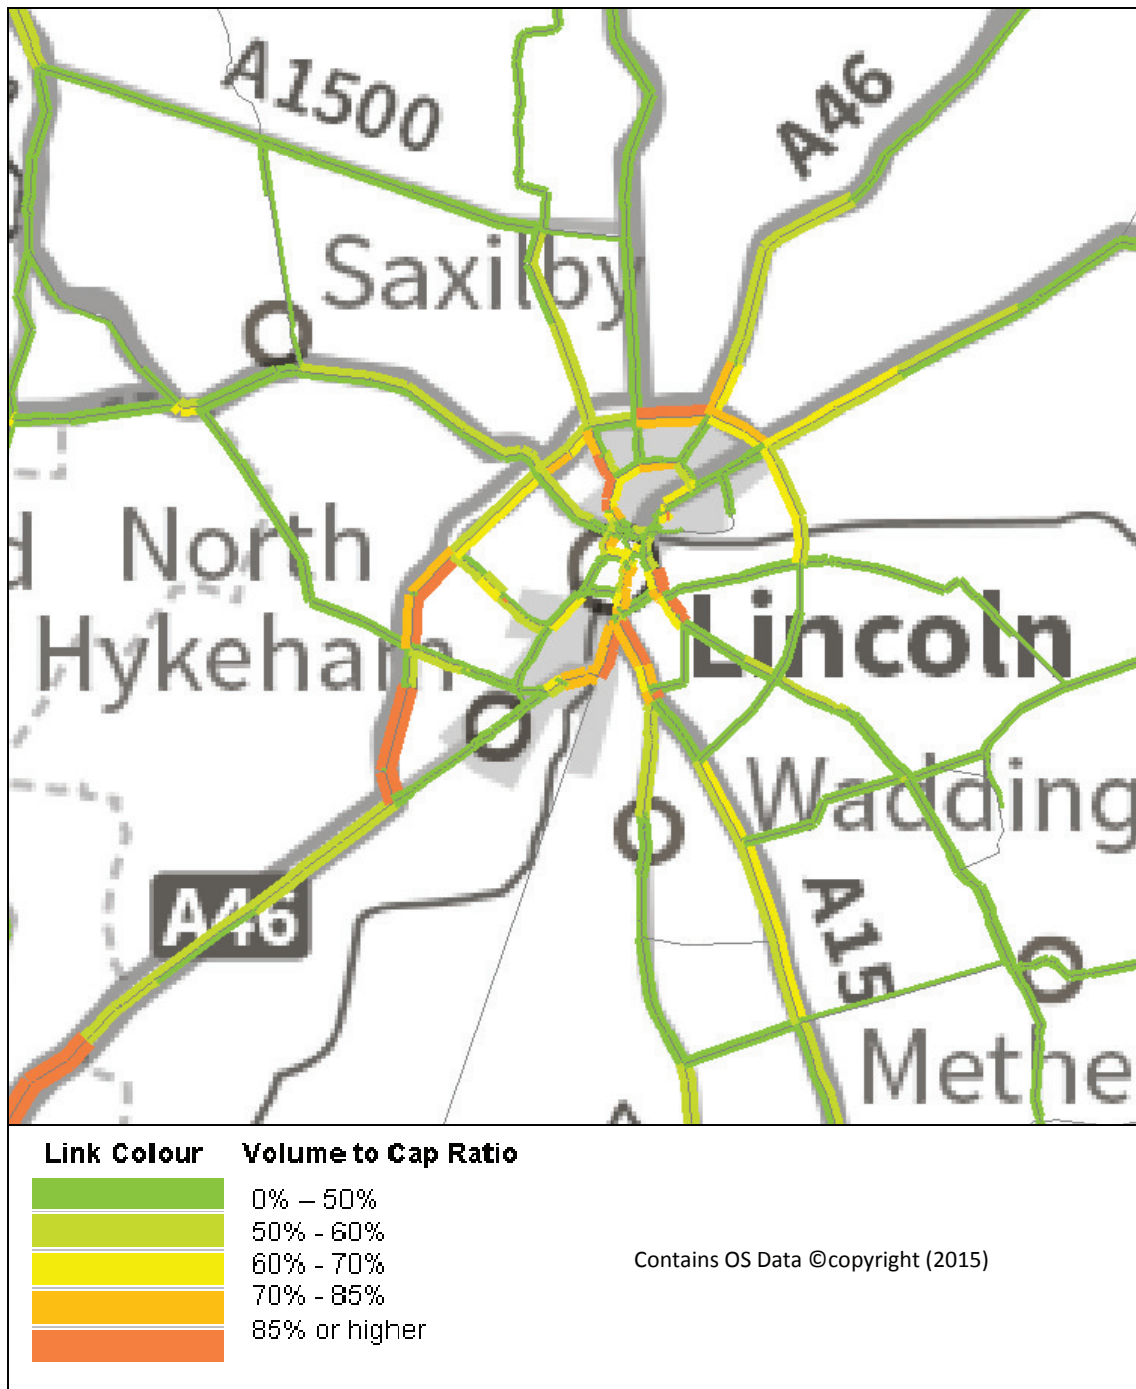 A1500
A46
Saxilby
d North
Hykeham
Lincoln
Wadding
A46
A15
Methe
Link Colour Volume to Cap Ratio
0% – 50%
50% - 60%
60% - 70%
70% - 85%
85% or higher
Contains OS Data ©copyright (2015)